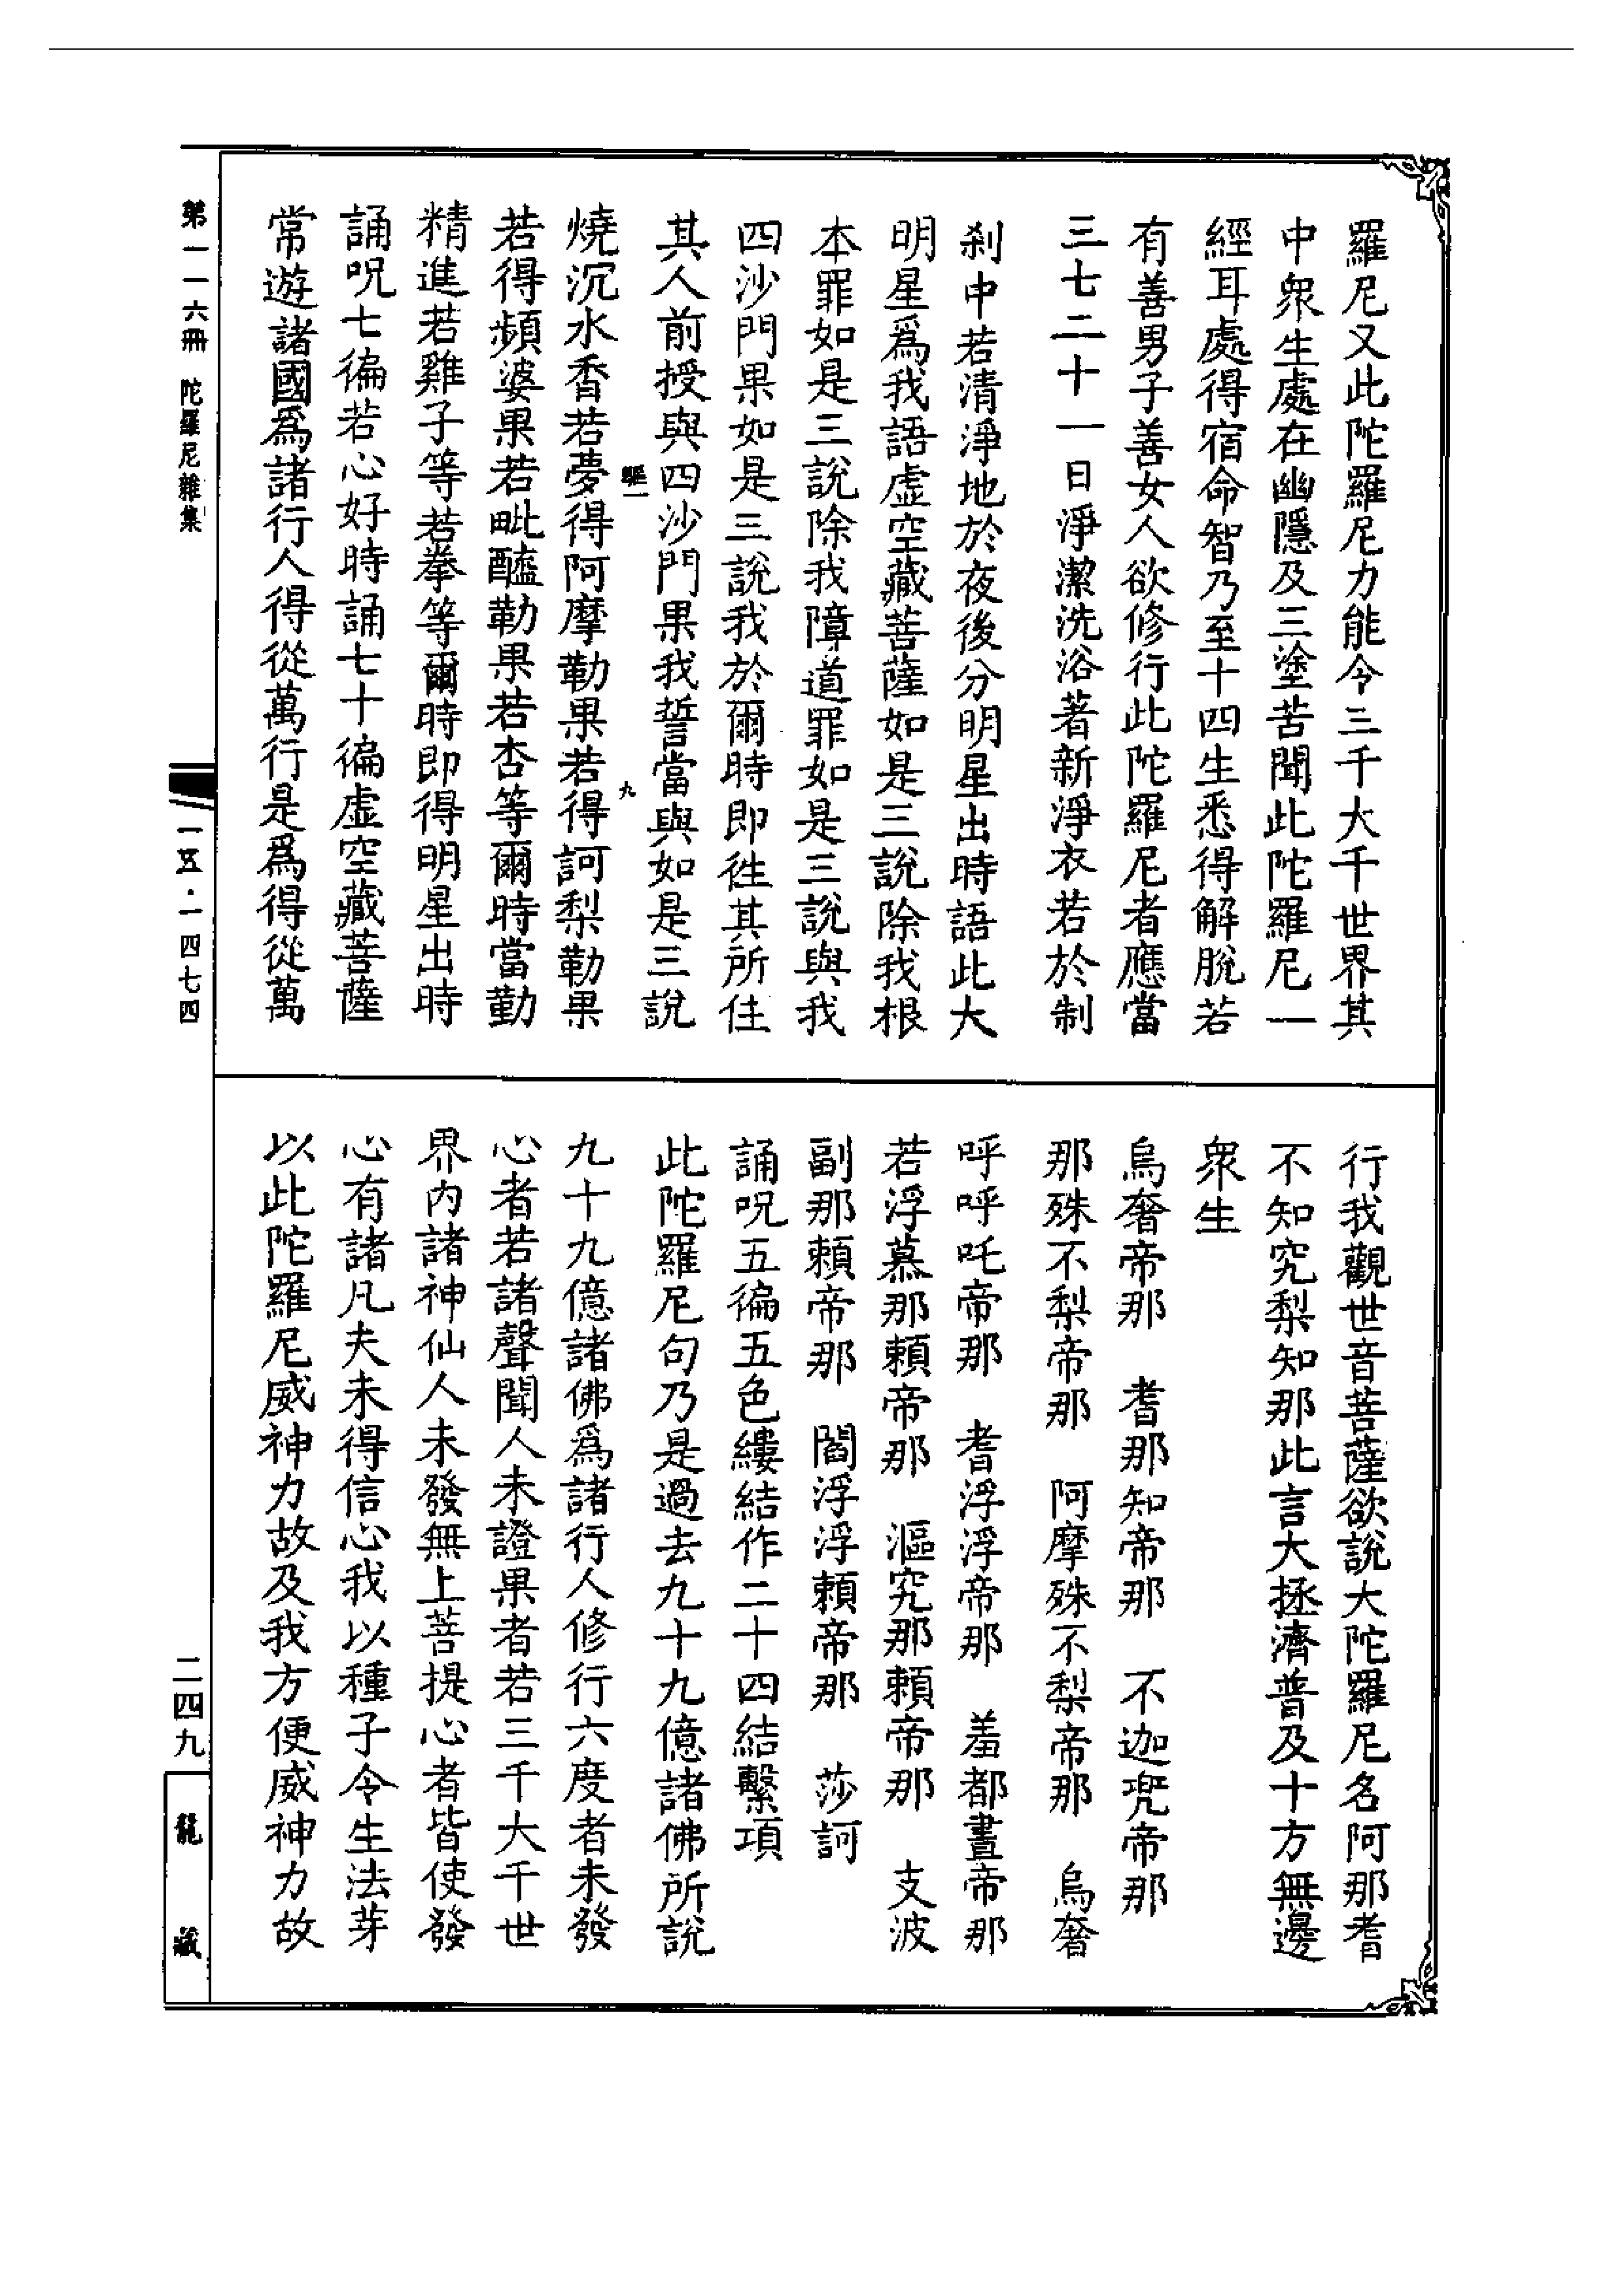 羅尼又此陀羅尼力能令三千大千世界其
中衆生處在幽隱及三塗苦聞此陀羅尼一
經耳處得宿命智乃至十四生悉得解脫若
有善男子善女人欲修行此陀羅尼者應當
三七二十一日淨潔洗浴著新淨衣若於制
刹中若清淨地於夜後分明星出時語此大
明星爲我語虛空藏菩薩如是三說除我根
本罪如是三說除我障道罪如是三說與我
四沙門果如是三說我於爾時即徃其所住
其人前授與四沙門果我誓當與如是三說
燒沉水香若夢得阿摩勒果若得訶梨勒果
若得頻婆果若毗醯勒果若杏等爾時當勤
精進若雞子等若拳等爾時即得明星出時
誦呪七徧若心好時誦七十徧虛空藏菩薩
常遊諸國爲諸行人得從萬行是爲得從萬
行我觀世音菩薩欲說大陀羅尼名阿那耆
不知究梨知那此言大拯濟普及十方無邊
衆生
烏奢帝那 耆那知帝那 不迦兜帝那
那殊不梨帝那 阿摩殊不梨帝那 烏奢
呼呼吒帝那 耆浮浮帝那 羞都晝帝那
若浮慕那賴帝那 漚究那賴帝那 支波
副那賴帝那 閻浮浮賴帝那 莎訶
誦呪五徧五色縷結作二十四結繫項
此陀羅尼句乃是過去九十九億諸佛所說
九十九億諸佛爲諸行人修行六度者未發
心者若諸聲聞人未證果者若三千大千世
界内諸神仙人未發無上菩提心者皆使發
心有諸凡夫未得信心我以種子令生法芽
以此陀羅尼威神力故及我方便威神力故
第一一六冊 陀羅尼雜集
一五·一四七四
二四九
龍藏
九